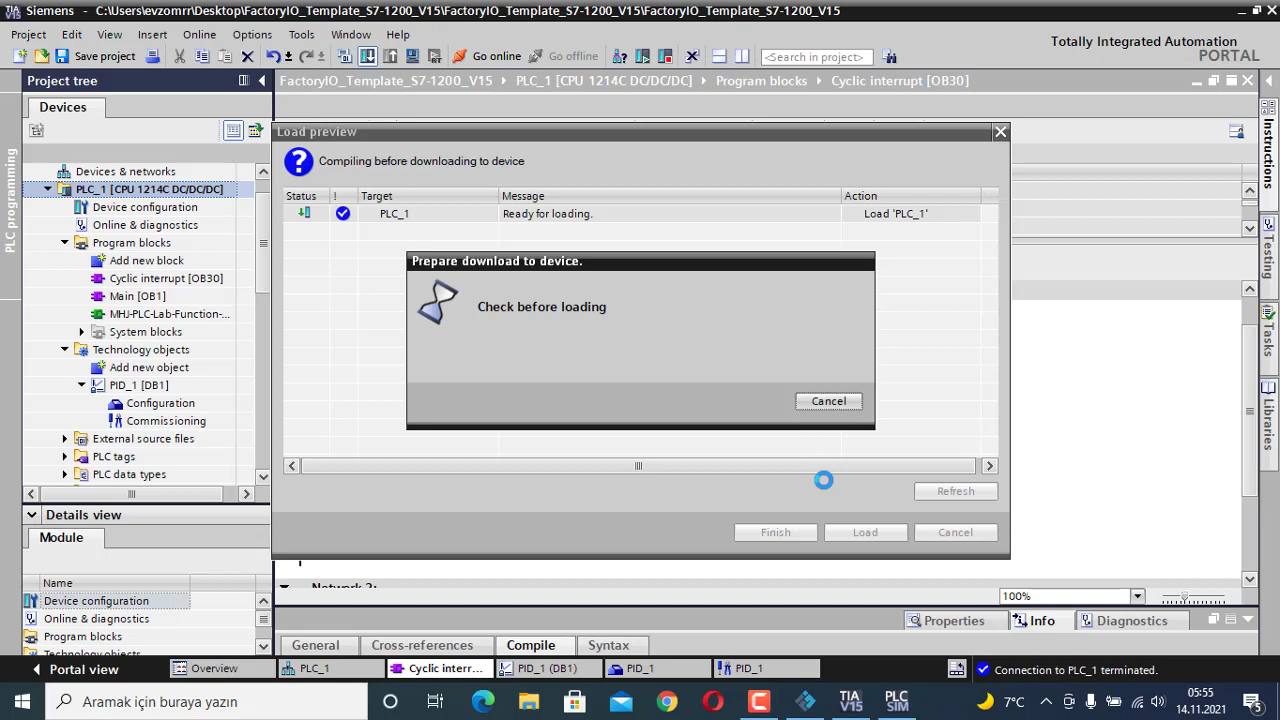 Siemens - C:\Users\evzomrr\Desktop\FactoryIO_Template_S7-1200_V15\FactoryIO_Template_S7-1200_V15
Project Edit View Insert Online Options Tools Window Help
Totally Integrated Automation
PORTAL
Save project
Go online
Go offline
<Search in project>
Project tree
FactoryIO_Template_S7-1200_V15 PLC_1 [CPU 1214C DC/DC/DC] Program blocks Cyclic interrupt [OB30]
Devices
PLC programming
Devices & networks
PLC_1 [CPU 1214C DC/DC/DC]
Device configuration
Online & diagnostics
Program blocks
Add new block
Cyclic interrupt [OB30]
Main [OB1]
MHJ-PLC-Lab-Function-...
System blocks
Technology objects
Add new object
PID_1 [DB1]
Configuration
Commissioning
External source files
PLC tags
PLC data types
Load preview
? Compiling before downloading to device
Status ! Target Message Action
PLC_1 Ready for loading. Load 'PLC_1'
Prepare download to device.
Check before loading
Cancel
Refresh
Finish Load Cancel
Instructions
Testing
Tasks
Libraries
Details view
Module
Name
Device configuration
Online & diagnostics
Program blocks
Technology objects
Network 2:
100%
Properties Info Diagnostics
General Cross-references Compile Syntax
Portal view Overview PLC_1 Cyclic interr... PID_1 (DB1) PID_1 PID_1 Connection to PLC_1 terminated.
Aramak için buraya yazın
TIA V15
PLC SIM
7°C
05:55
14.11.2021
5